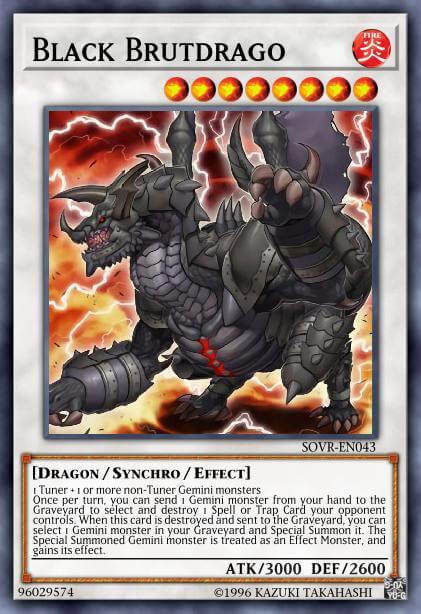 Black Brutdrago
FIRE
炎
SOVR-EN043
[Dragon / Synchro / Effect]
1 Tuner + 1 or more non-Tuner Gemini monsters
Once per turn, you can send 1 Gemini monster from your hand to the
Graveyard to select and destroy 1 Spell or Trap Card your opponent
controls. When this card is destroyed and sent to the Graveyard, you can
select 1 Gemini monster in your Graveyard and Special Summon it. The
Special Summoned Gemini monster is treated as an Effect Monster, and
gains its effect.
ATK/3000 DEF/2600
96029574
©1996 KAZUKI TAKAHASHI